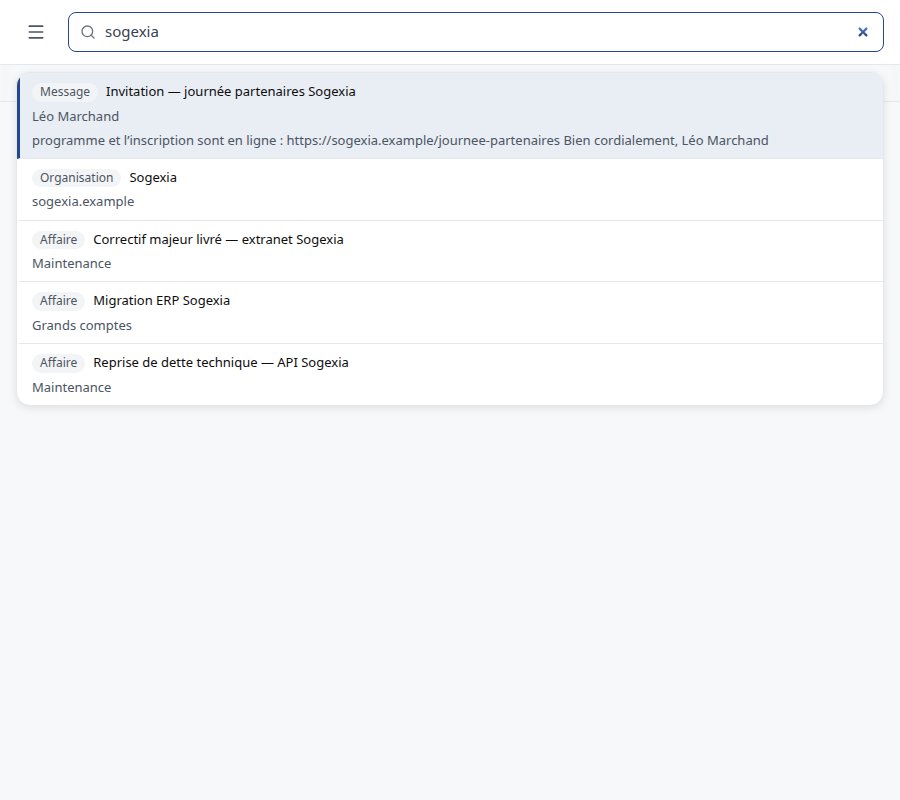 sogexia
Message Invitation — journée partenaires Sogexia
Léo Marchand
programme et l’inscription sont en ligne : https://sogexia.example/journee-partenaires Bien cordialement, Léo Marchand
Organisation Sogexia
sogexia.example
Affaire Correctif majeur livré — extranet Sogexia
Maintenance
Affaire Migration ERP Sogexia
Grands comptes
Affaire Reprise de dette technique — API Sogexia
Maintenance